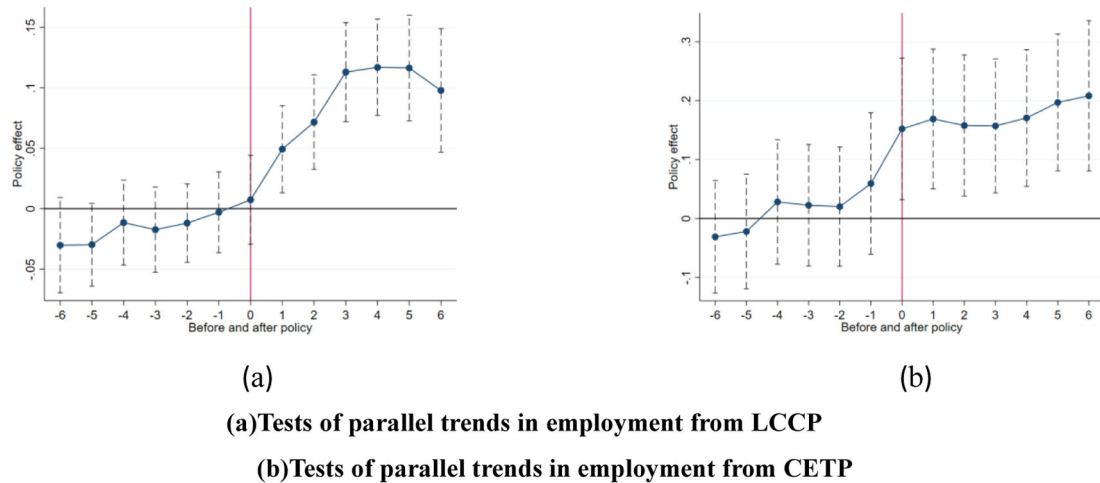 Policy effect
.15
.1
.05
0
-.05
-6 -5 -4 -3 -2 -1 0 1 2 3 4 5 6
Before and after policy
(a)
Policy effect
.3
.2
.1
0
-.1
-6 -5 -4 -3 -2 -1 0 1 2 3 4 5 6
Before and after policy
(b)
(a)Tests of parallel trends in employment from LCCP
(b)Tests of parallel trends in employment from CETP